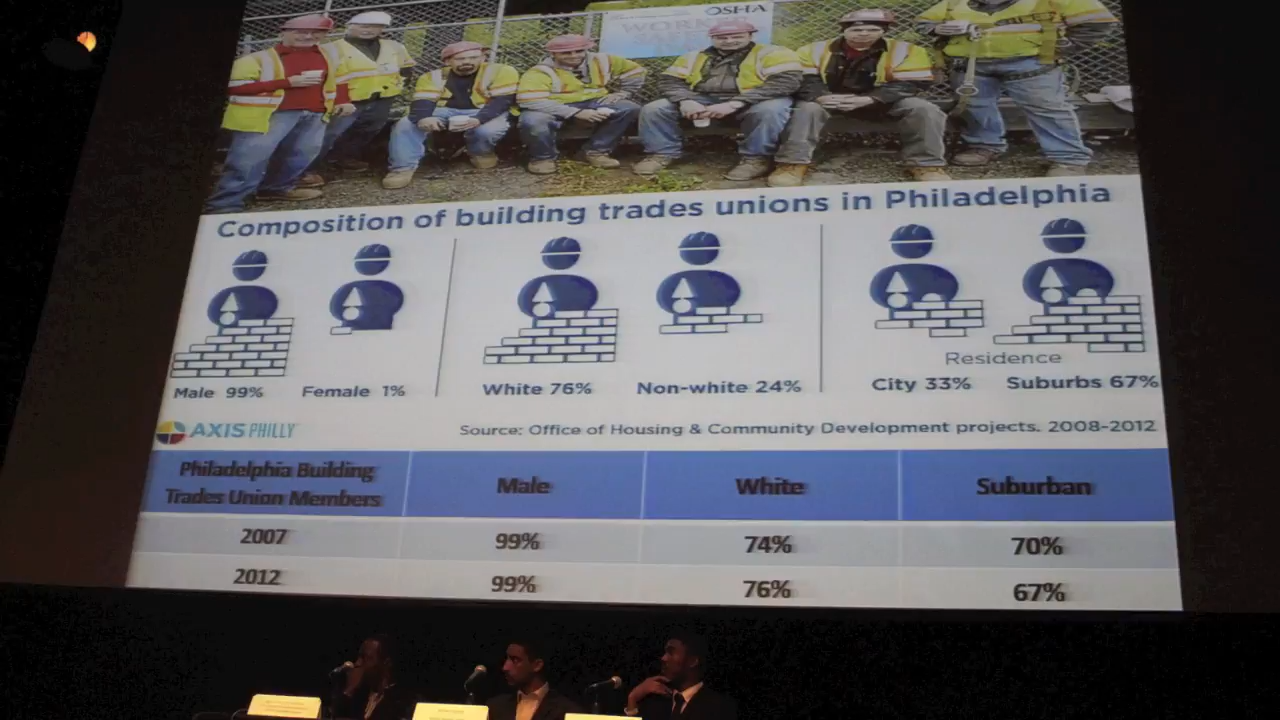 OSHA
WORKER
Composition of building trades unions in Philadelphia
Male 99%
Female 1%
White 76%
Non-white 24%
Residence
City 33%
Suburbs 67%
AXISPHILLY
Source: Office of Housing & Community Development projects. 2008-2012
Philadelphia Building
Trades Union Members
Male
White
Suburban
2007
99%
74%
70%
2012
99%
76%
67%